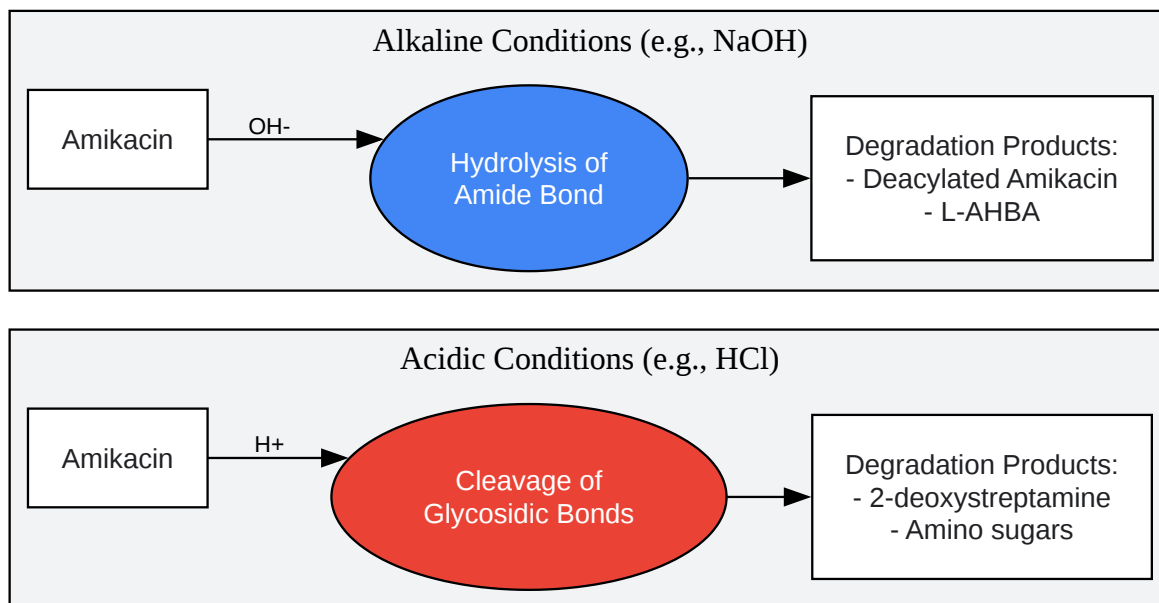 Alkaline Conditions (e.g., NaOH)
Amikacin
OH-
Hydrolysis of
Amide Bond
Degradation Products:
- Deacylated Amikacin
- L-AHBA
Acidic Conditions (e.g., HCl)
Amikacin
H+
Cleavage of
Glycosidic Bonds
Degradation Products:
- 2-deoxystreptamine
- Amino sugars